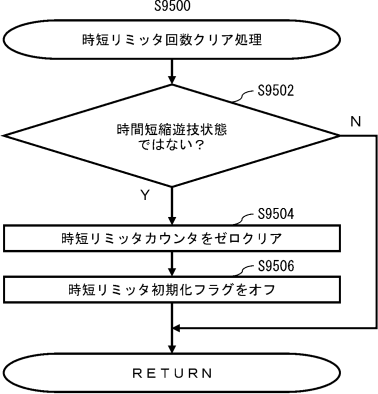 S9500
時短リミッタ回数クリア処理
S9502
時間短縮遊技状態
ではない？
N
Y
S9504
時短リミッタカウンタをゼロクリア
S9506
時短リミッタ初期化フラグをオフ
ＲＥＴＵＲＮ